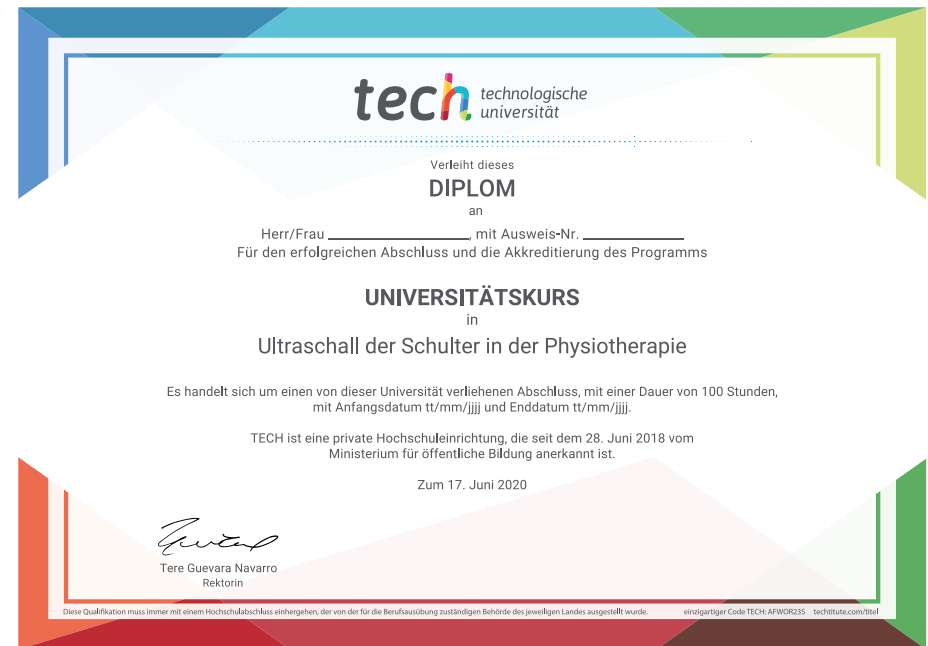 tech technologische
universität
Verleiht dieses
DIPLOM
an
Herr/Frau ____________, mit Ausweis-Nr. ____________
Für den erfolgreichen Abschluss und die Akkreditierung des Programms
UNIVERSITÄTSKURS
in
Ultraschall der Schulter in der Physiotherapie
Es handelt sich um einen von dieser Universität verliehenen Abschluss, mit einer Dauer von 100 Stunden,
mit Anfangsdatum tt/mm/jjjj und Enddatum tt/mm/jjjj.
TECH ist eine private Hochschuleinrichtung, die seit dem 28. Juni 2018 vom
Ministerium für öffentliche Bildung anerkannt ist.
Zum 17. Juni 2020
Tere Guevara Navarro
Rektorin
Diese Qualifikation muss immer mit einem Hochschulabschluss einhergehen, der von der für die Berufsausübung zuständigen Behörde des jeweiligen Landes ausgestellt wurde. einzigartiger Code TECH: AFWOR23S techtitute.com/titel